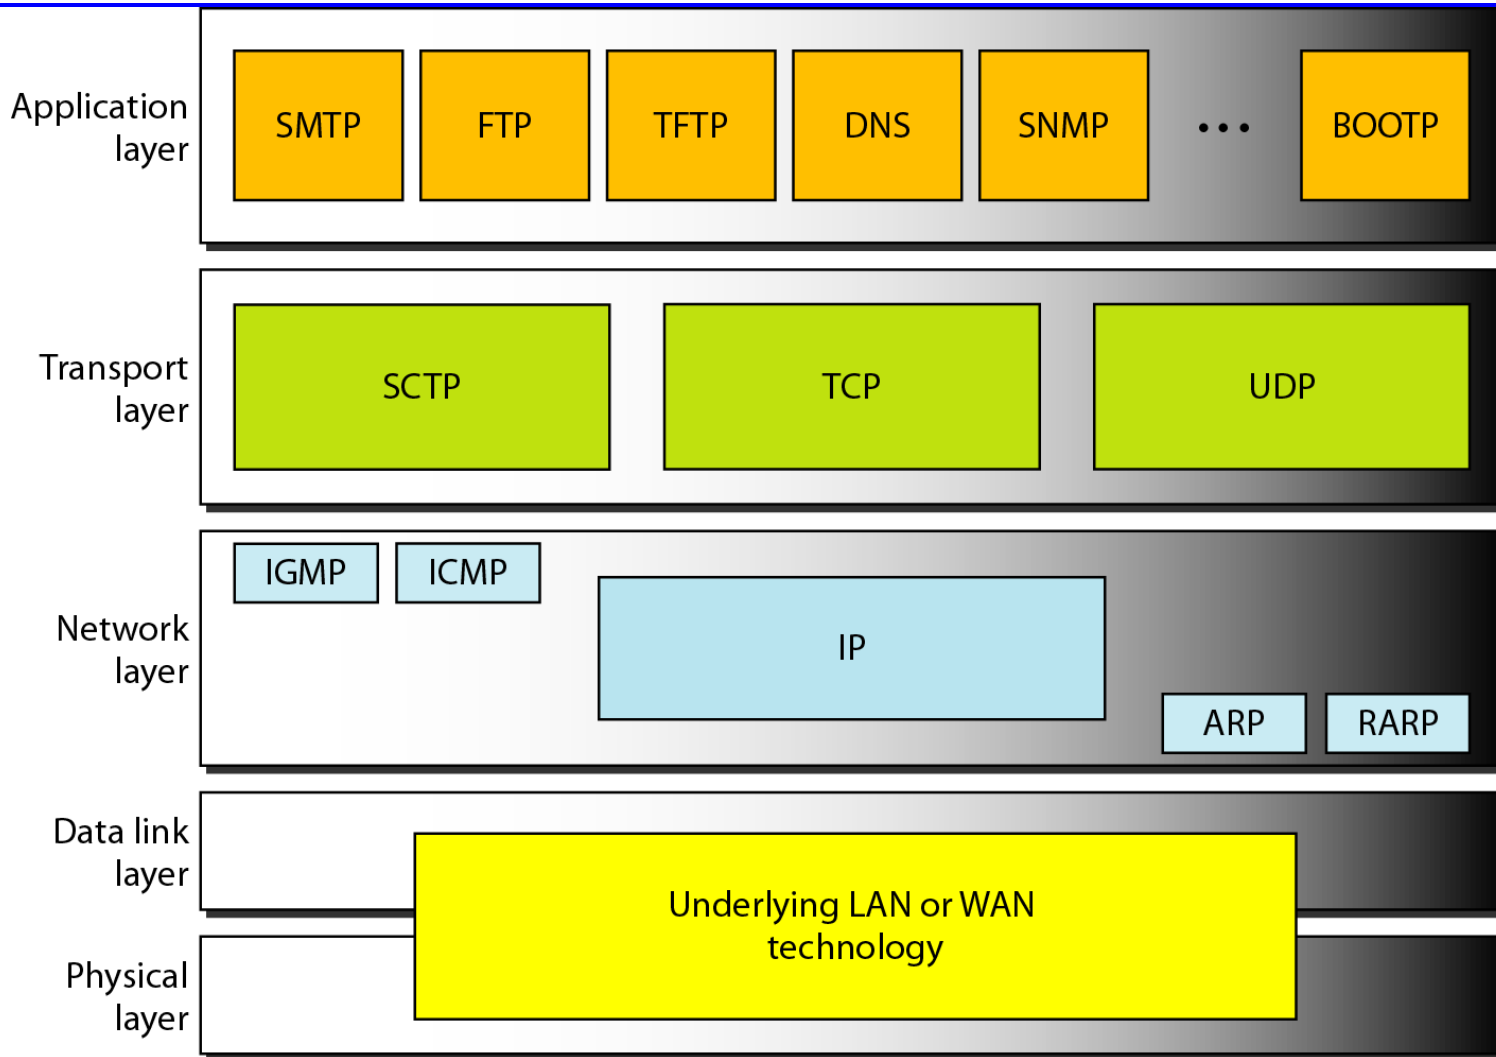 Application
layer
SMTP
FTP
TFTP
DNS
SNMP
...
BOOTP
Transport
layer
SCTP
TCP
UDP
Network
layer
IGMP
ICMP
IP
ARP
RARP
Data link
layer
Underlying LAN or WAN
technology
Physical
layer